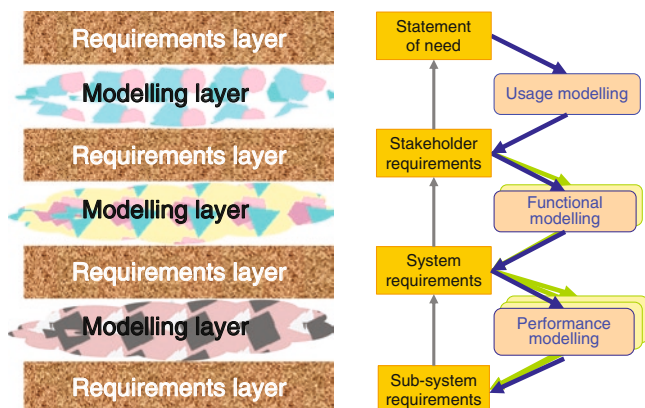 Requirements layer
Modelling layer
Requirements layer
Modelling layer
Requirements layer
Modelling layer
Requirements layer
Statement
of need
Usage modelling
Stakeholder
requirements
Functional
modelling
System
requirements
Performance
modelling
Sub-system
requirements